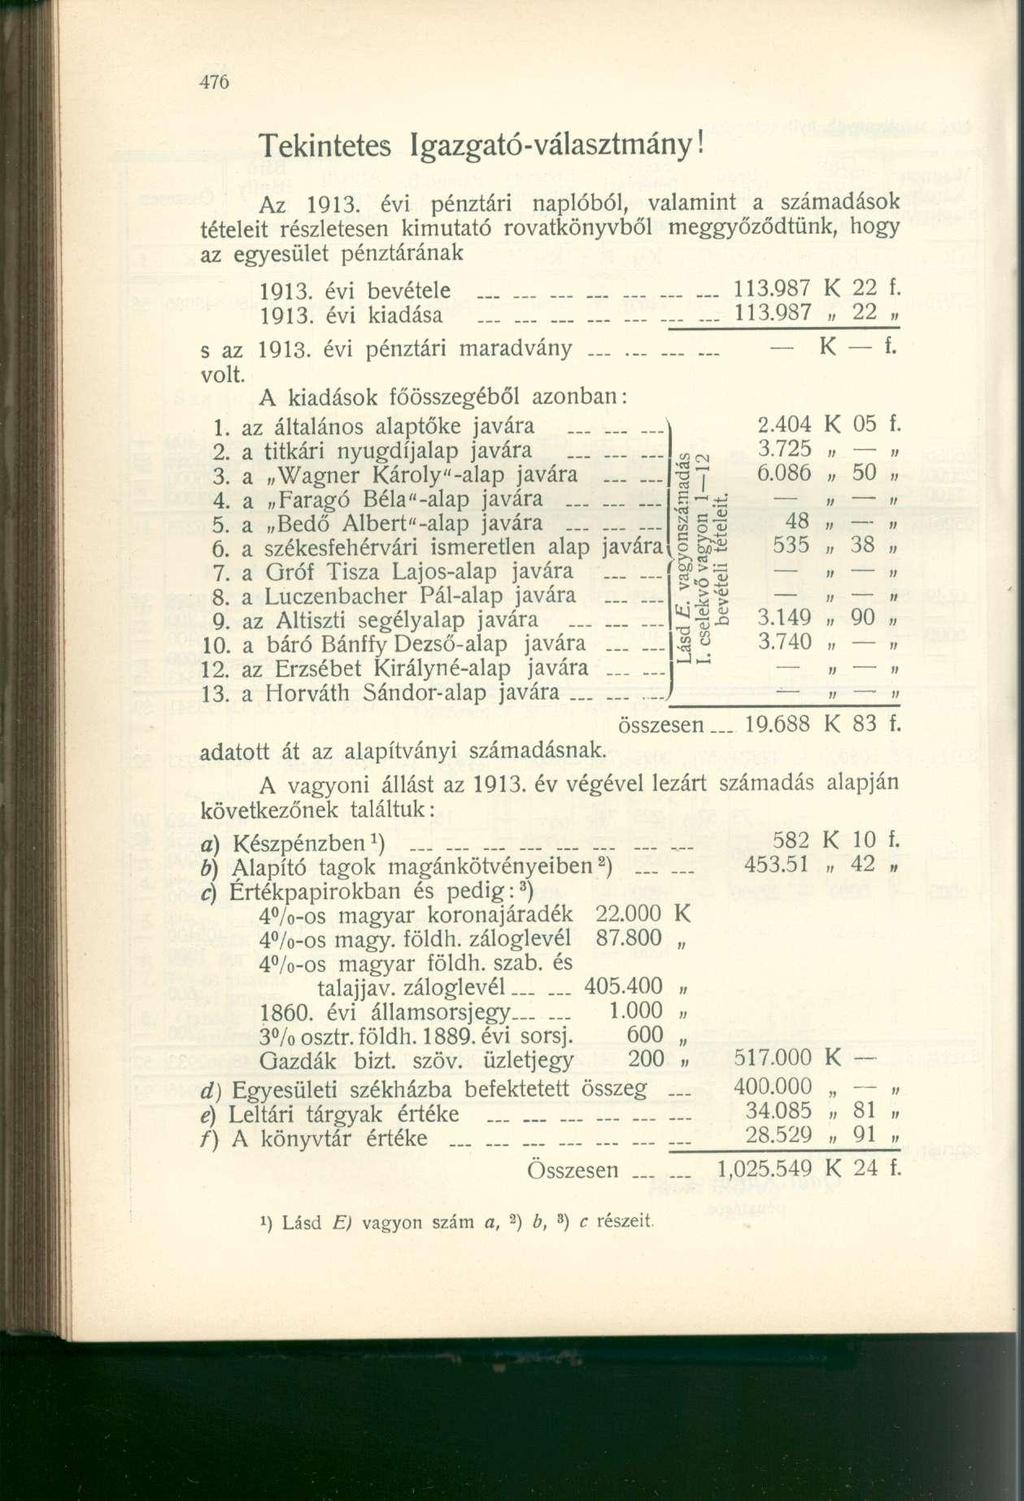 476
Tekintetes Igazgató-választmány!
Az 1913. évi pénztári naplóból, valamint a számadások
tételeit részletesen kimutató rovatkönyvből meggyőződtünk, hogy
az egyesület pénztárának
1913. évi bevétele 113.987 K 22 f.
1913. évi kiadása 113.987 „ 22 „
s az 1913. évi pénztári maradvány — K — f.
volt.
A kiadások főösszegéből azonban:
1. az általános alaptőke javára 2.404 K 05 f.
2. a titkári nyugdíjalap javára 3.725 „ — „
3. a „Wagner Károly"-alap javára 6.086 „ 50 „
4. a „Faragó Béla"-alap javára — „ — „
5. a „Bedő Albert"-alap javára 48 „ — „
6. a székesfehérvári ismeretlen alap javára 535 „ 38 „
7. a Gróf Tisza Lajos-alap javára — „ — „
8. a Luczenbacher Pál-alap javára — „ — „
9. az Altiszti segélyalap javára 3.149 „ 90 „
10. a báró Bánffy Dezső-alap javára 3.740 „ — „
12. az Erzsébet Királyné-alap javára — „ — „
13. a Horváth Sándor-alap javára — „ — „
Lásd E. vagyonszámadás
I. cselekvő vagyon 1—12
bevételi tételeit.
összesen 19.688 K 83 f.
adatott át az alapítványi számadásnak.
A vagyoni állást az 1913. év végével lezárt számadás alapján
következőnek találtuk:
a) Készpénzben ¹) 582 K 10 f.
b) Alapító tagok magánkötvényeiben ²) 453.51 „ 42 „
c) Értékpapirokban és pedig: ³)
4%-os magyar koronajáradék 22.000 K
4%-os magy. földh. záloglevél 87.800 „
4%-os magyar földh. szab. és
talajjav. záloglevél 405.400 „
1860. évi államsorsjegy 1.000 „
3% osztr. földh. 1889. évi sorsj. 600 „
Gazdák bizt. szöv. üzletjegy 200 „ 517.000 K —
d) Egyesületi székházba befektetett összeg 400.000 „ — „
e) Leltári tárgyak értéke 34.085 „ 81 „
f) A könyvtár értéke 28.529 „ 91 „
Összesen 1,025.549 K 24 f.
¹) Lásd E) vagyon szám a, ²) b, ³) c részeit.